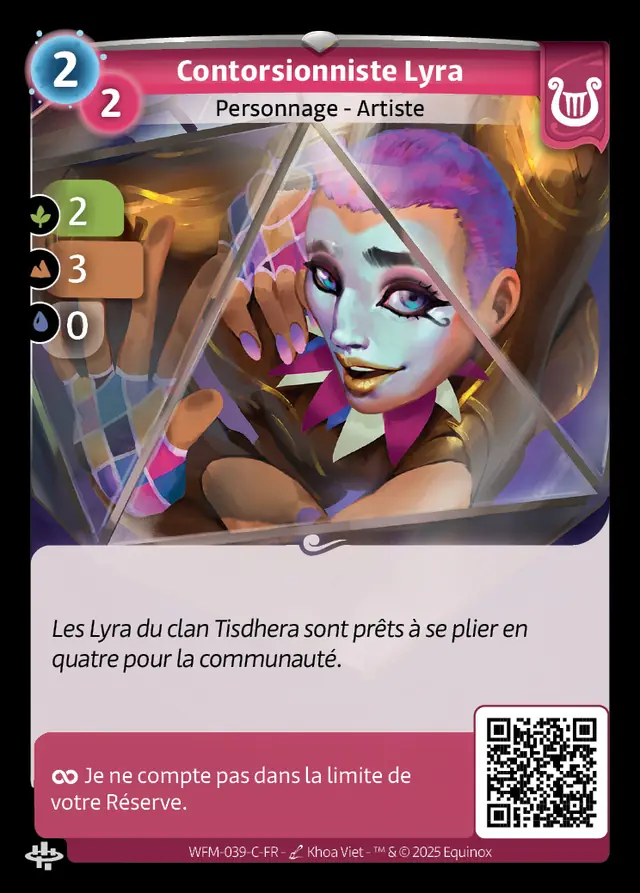 2
Contorsionniste Lyra
2
Personnage - Artiste
2
3
0
Les Lyra du clan Tisdhera sont prêts à se plier en
quatre pour la communauté.
∞ Je ne compte pas dans la limite de
votre Réserve.
WFM-039-C-FR - Khoa Viet - ™ & © 2025 Equinox